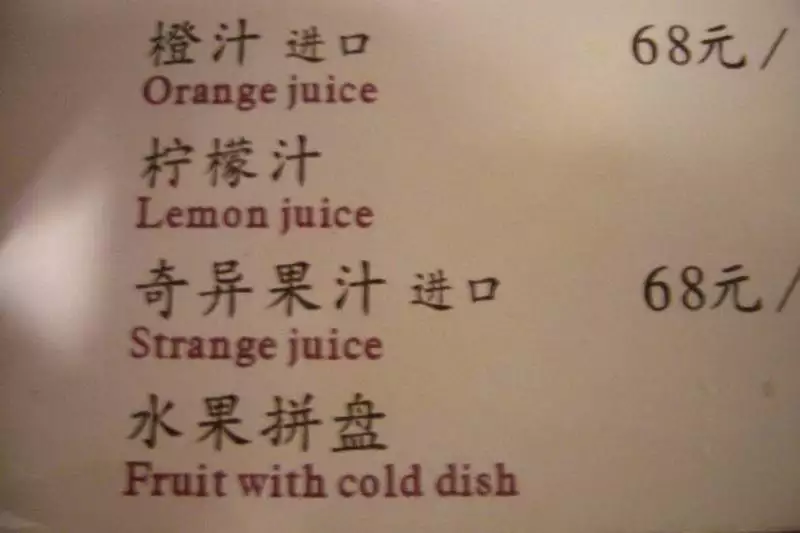 橙汁 进口 68元/
Orange juice
柠檬汁
Lemon juice
奇异果汁 进口 68元/
Strange juice
水果拼盘
Fruit with cold dish